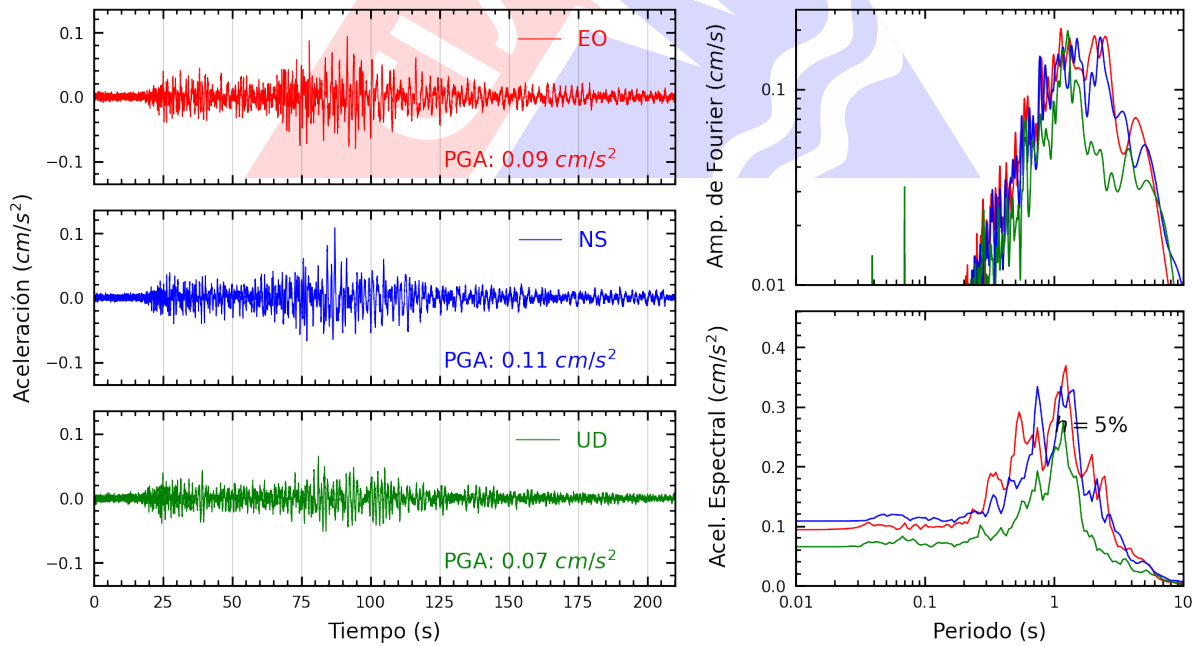 Aceleración (cm/s²)
0.1
0.0
−0.1
EO
PGA: 0.09 cm/s²
0.1
0.0
−0.1
NS
PGA: 0.11 cm/s²
0.1
0.0
−0.1
UD
PGA: 0.07 cm/s²
0 25 50 75 100 125 150 175 200
Tiempo (s)
Amp. de Fourier (cm/s)
0.1
0.01
Acel. Espectral (cm/s²)
0.4
0.3
0.2
0.1
0.0
h = 5%
0.01 0.1 1 10
Periodo (s)